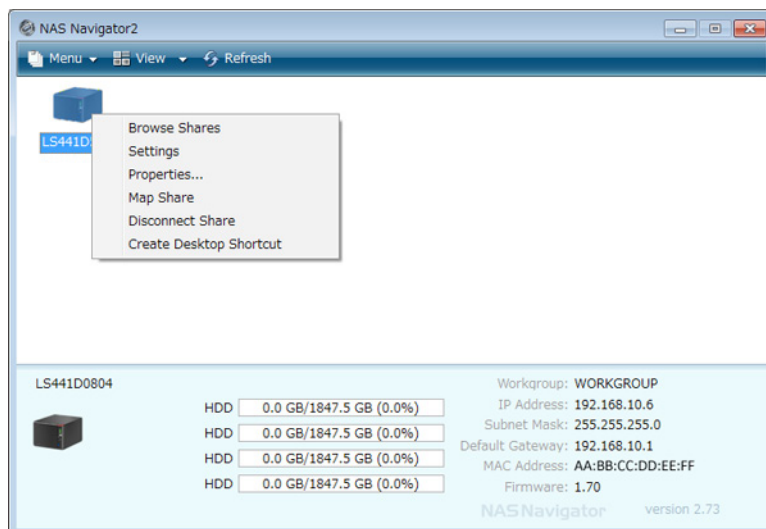 NAS Navigator2
Menu View Refresh
LS441D
Browse Shares
Settings
Properties...
Map Share
Disconnect Share
Create Desktop Shortcut
LS441D0804
HDD 0.0 GB/1847.5 GB (0.0%)
HDD 0.0 GB/1847.5 GB (0.0%)
HDD 0.0 GB/1847.5 GB (0.0%)
HDD 0.0 GB/1847.5 GB (0.0%)
Workgroup: WORKGROUP
IP Address: 192.168.10.6
Subnet Mask: 255.255.255.0
Default Gateway: 192.168.10.1
MAC Address: AA:BB:CC:DD:EE:FF
Firmware: 1.70
NASNavigator version 2.73